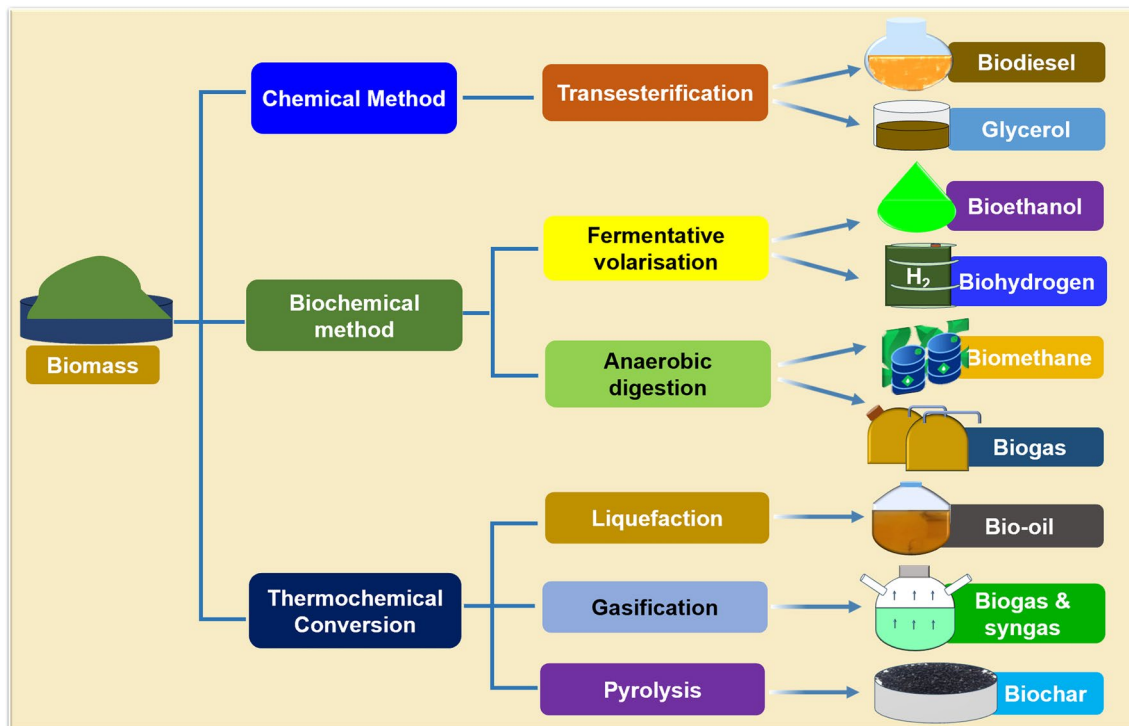 Biomass
Chemical Method
Transesterification
Biodiesel
Glycerol
Biochemical
method
Fermentative
volarisation
Bioethanol
H2
Biohydrogen
Anaerobic
digestion
Biomethane
Biogas
Thermochemical
Conversion
Liquefaction
Bio-oil
Gasification
Biogas &
syngas
Pyrolysis
Biochar